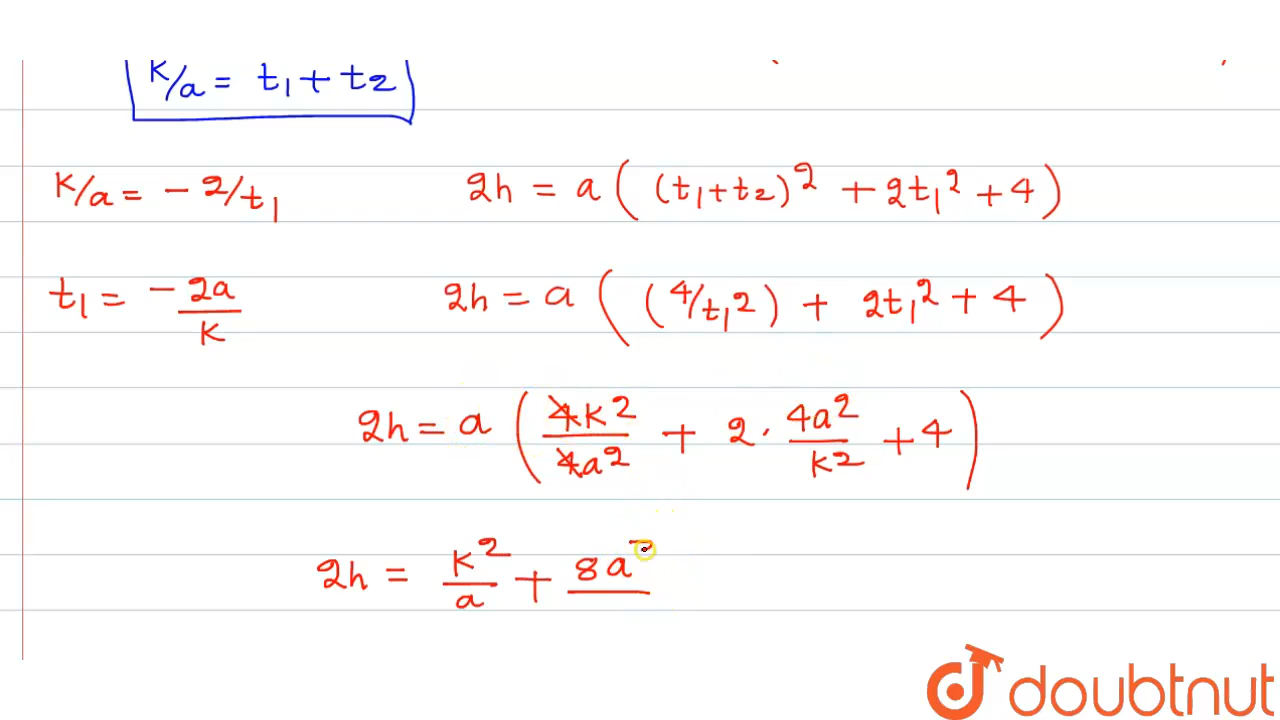 K/a = t₁ + t₂
K/a = - 2/t₁ 2h = a ( (t₁+t₂)² + 2t₁² + 4 )
t₁ = -2a/K 2h = a ( (4/t₁²) + 2t₁² + 4 )
2h = a ( 4K²/4a² + 2 · 4a²/K² + 4 )
2h = K²/a + 8a
doubtnut